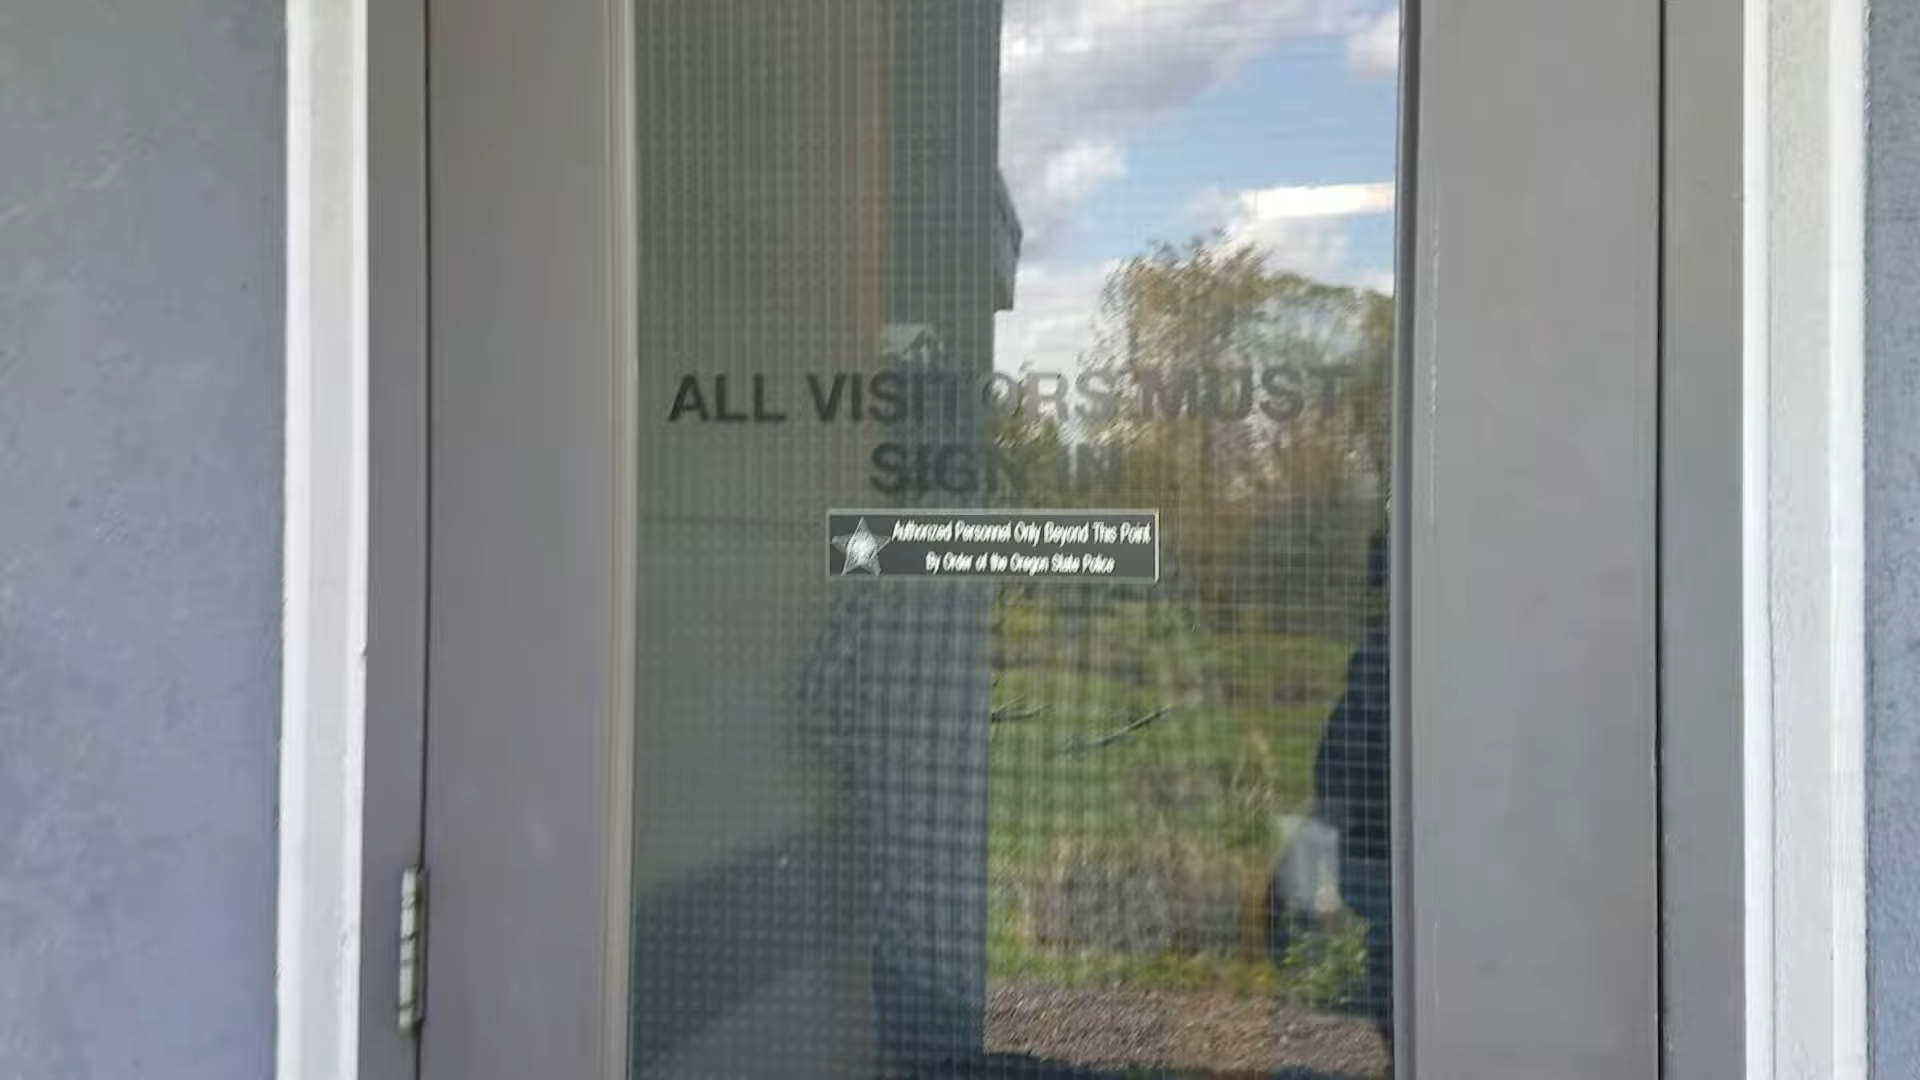 ALL VISITORS MUST
SIGN IN
Authorized Personnel Only Beyond This Point
By Order of the Oregon State Police